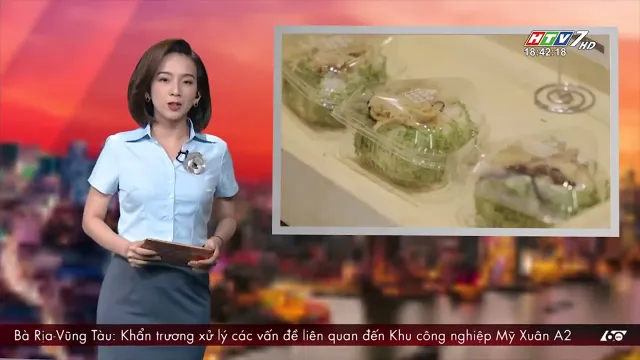 HTV7 HD
18:42:18
Bà Rịa-Vũng Tàu: Khẩn trương xử lý các vấn đề liên quan đến Khu công nghiệp Mỹ Xuân A2